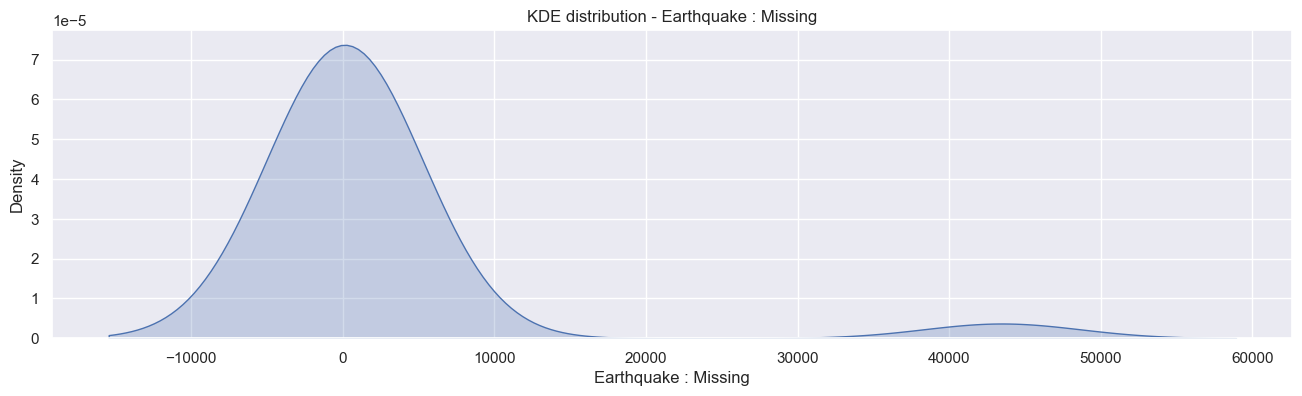 KDE distribution - Earthquake : Missing
1e−5
7
6
5
4
3
2
1
0
Density
−10000 0 10000 20000 30000 40000 50000 60000
Earthquake : Missing